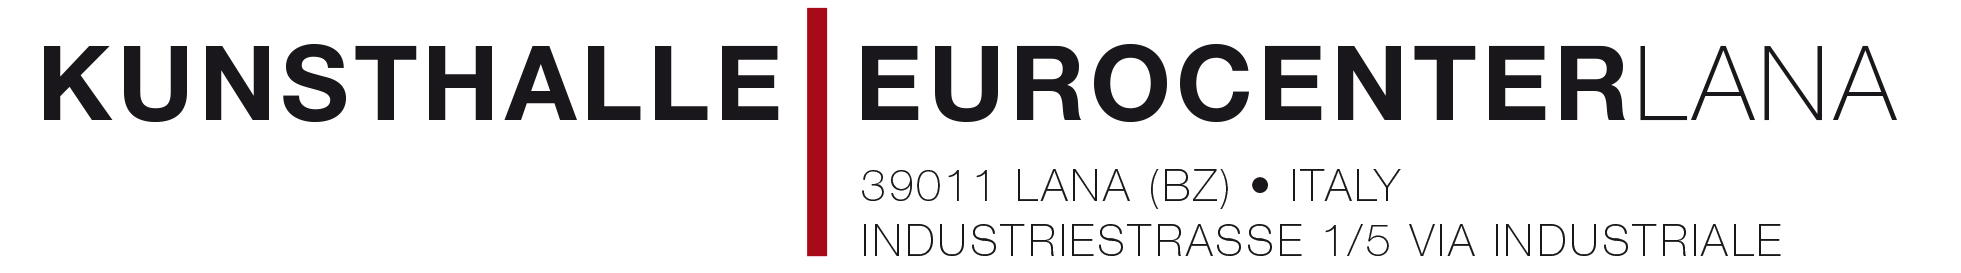 KUNSTHALLE EUROCENTERLANA
39011 LANA (BZ) • ITALY
INDUSTRIESTRASSE 1/5 VIA INDUSTRIALE